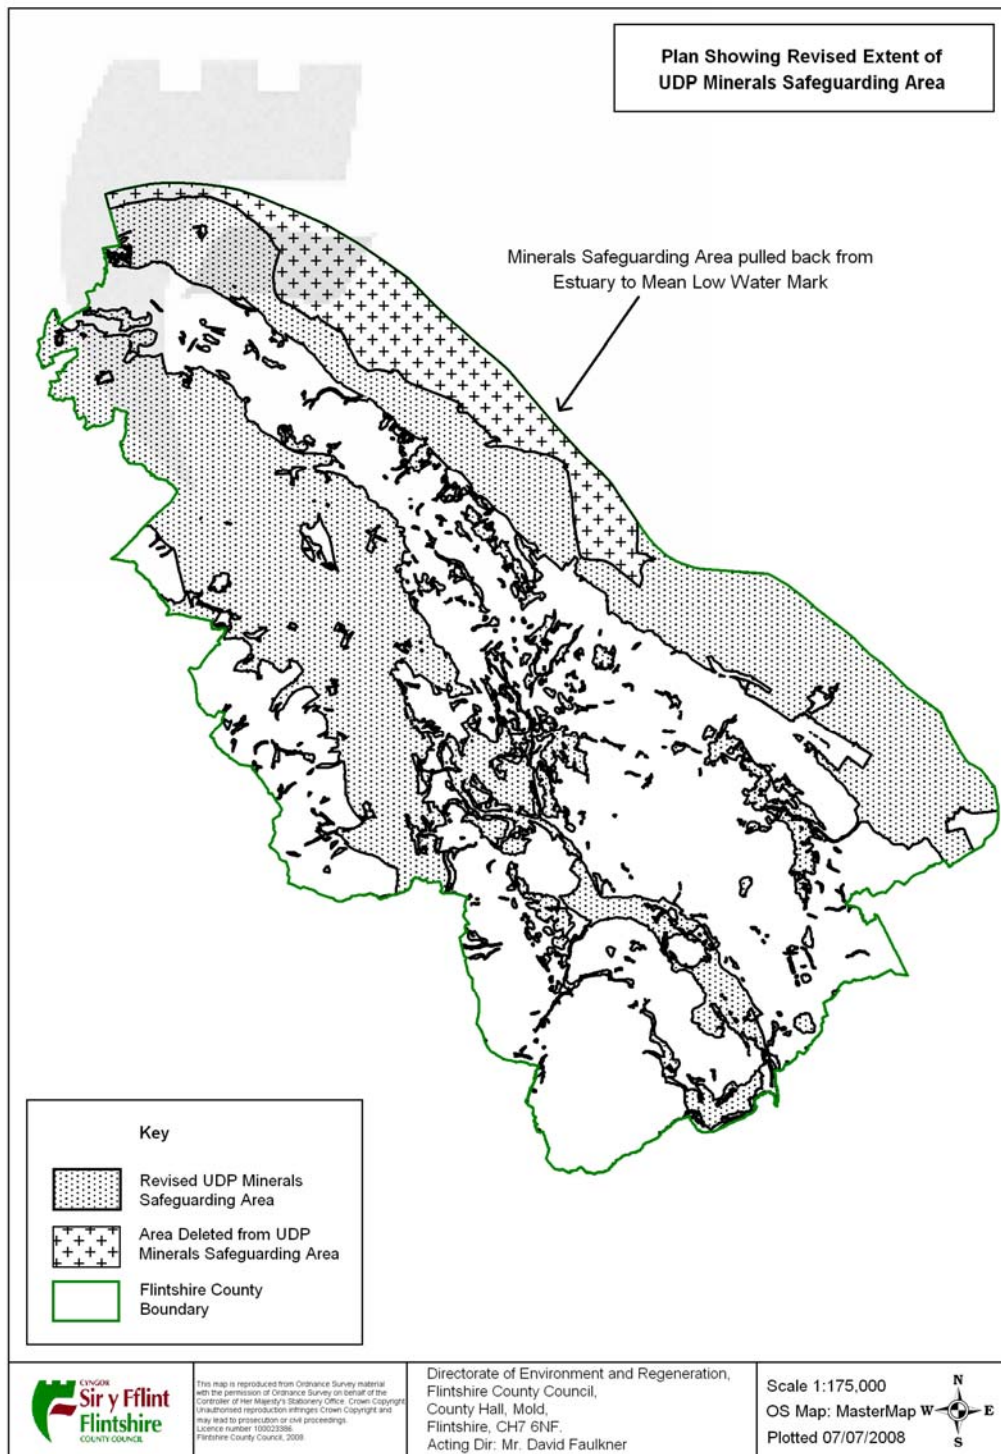 Plan Showing Revised Extent of
UDP Minerals Safeguarding Area
Minerals Safeguarding Area pulled back from
Estuary to Mean Low Water Mark
Key
Revised UDP Minerals
Safeguarding Area
Area Deleted from UDP
Minerals Safeguarding Area
Flintshire County
Boundary
CYNGOR
Sir y Fflint
Flintshire
COUNTY COUNCIL
This map is reproduced from Ordnance Survey material
with the permission of Ordnance Survey on behalf of the
Controller of Her Majesty's Stationery Office. Crown Copyright
Unauthorised reproduction infringes Crown Copyright and
may lead to prosecution or civil proceedings.
Licence number 100023386
Flintshire County Council, 2008.
Directorate of Environment and Regeneration,
Flintshire County Council,
County Hall, Mold,
Flintshire, CH7 6NF.
Acting Dir: Mr. David Faulkner
Scale 1:175,000
OS Map: MasterMap
Plotted 07/07/2008
N
W E
S